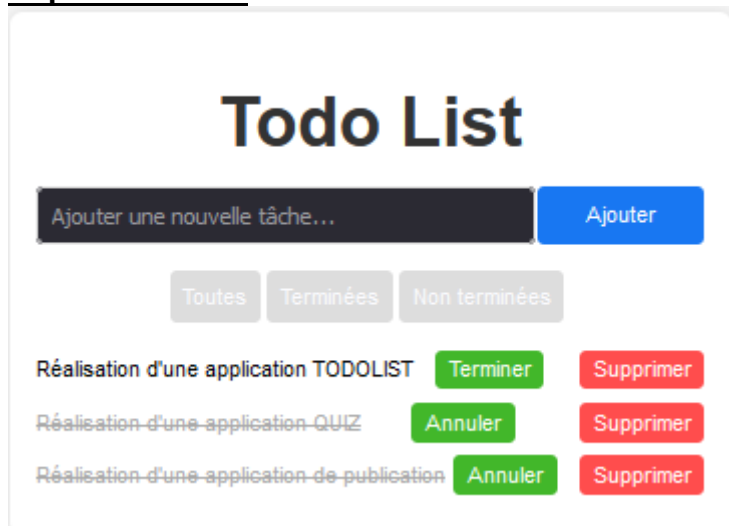 Todo List
Ajouter une nouvelle tâche... Ajouter
Toutes Terminées Non terminées
Réalisation d'une application TODOLIST Terminer Supprimer
Réalisation d'une application QUIZ Annuler Supprimer
Réalisation d'une application de publication Annuler Supprimer